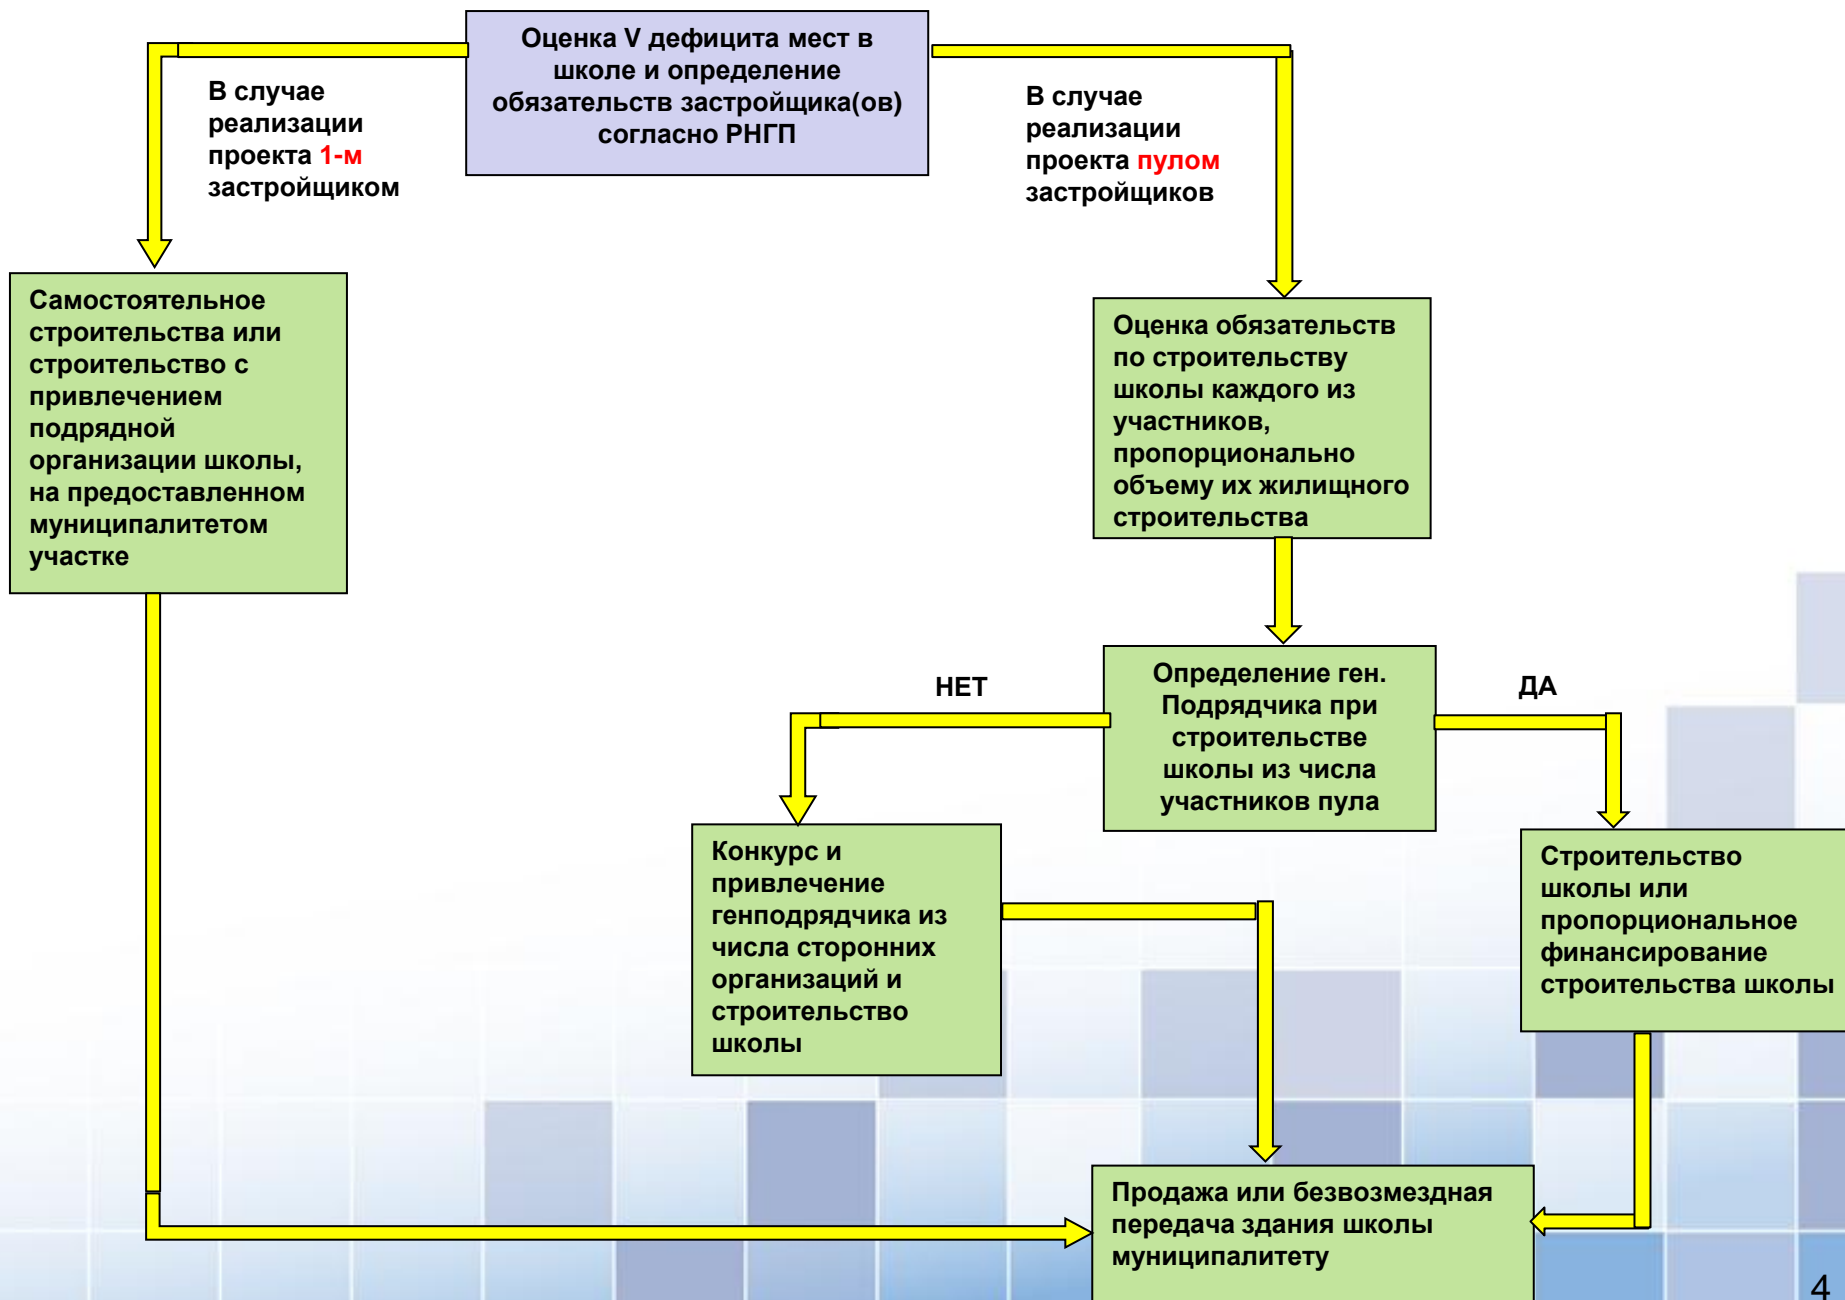 Оценка V дефицита мест в
школе и определение
обязательств застройщика(ов)
согласно РНГП
В случае
реализации
проекта 1-м
застройщиком
В случае
реализации
проекта пулом
застройщиков
Самостоятельное
строительства или
строительство с
привлечением
подрядной
организации школы,
на предоставленном
муниципалитетом
участке
Оценка обязательств
по строительству
школы каждого из
участников,
пропорционально
объему их жилищного
строительства
НЕТ
Определение ген.
Подрядчика при
строительстве
школы из числа
участников пула
ДА
Конкурс и
привлечение
генподрядчика из
числа сторонних
организаций и
строительство
школы
Строительство
школы или
пропорциональное
финансирование
строительства школы
Продажа или безвозмездная
передача здания школы
муниципалитету
4